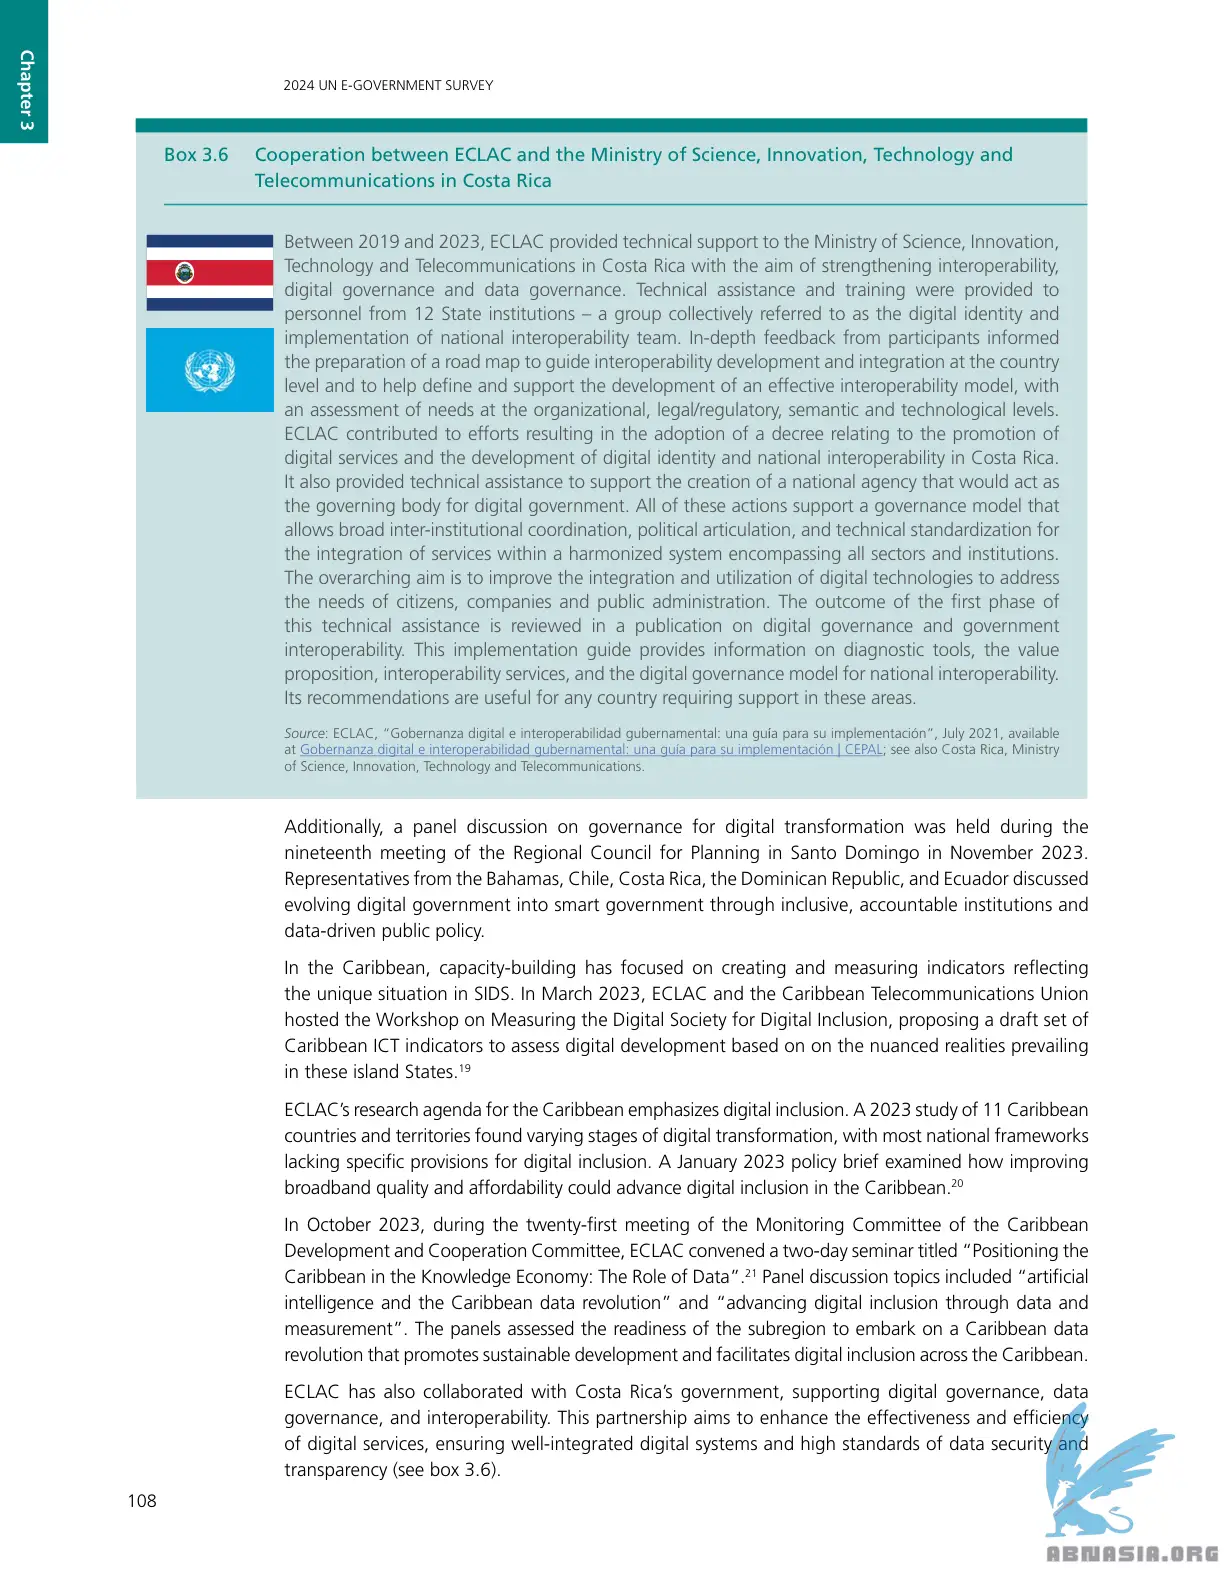 Chapter 3
2024 UN E-GOVERNMENT SURVEY
Box 3.6 Cooperation between ECLAC and the Ministry of Science, Innovation, Technology and
Telecommunications in Costa Rica
Between 2019 and 2023, ECLAC provided technical support to the Ministry of Science, Innovation,
Technology and Telecommunications in Costa Rica with the aim of strengthening interoperability,
digital governance and data governance. Technical assistance and training were provided to
personnel from 12 State institutions – a group collectively referred to as the digital identity and
implementation of national interoperability team. In-depth feedback from participants informed
the preparation of a road map to guide interoperability development and integration at the country
level and to help define and support the development of an effective interoperability model, with
an assessment of needs at the organizational, legal/regulatory, semantic and technological levels.
ECLAC contributed to efforts resulting in the adoption of a decree relating to the promotion of
digital services and the development of digital identity and national interoperability in Costa Rica.
It also provided technical assistance to support the creation of a national agency that would act as
the governing body for digital government. All of these actions support a governance model that
allows broad inter-institutional coordination, political articulation, and technical standardization for
the integration of services within a harmonized system encompassing all sectors and institutions.
The overarching aim is to improve the integration and utilization of digital technologies to address
the needs of citizens, companies and public administration. The outcome of the first phase of
this technical assistance is reviewed in a publication on digital governance and government
interoperability. This implementation guide provides information on diagnostic tools, the value
proposition, interoperability services, and the digital governance model for national interoperability.
Its recommendations are useful for any country requiring support in these areas.
Source: ECLAC, “Gobernanza digital e interoperabilidad gubernamental: una guía para su implementación”, July 2021, available
at Gobernanza digital e interoperabilidad gubernamental: una guía para su implementación | CEPAL; see also Costa Rica, Ministry
of Science, Innovation, Technology and Telecommunications.
Additionally, a panel discussion on governance for digital transformation was held during the
nineteenth meeting of the Regional Council for Planning in Santo Domingo in November 2023.
Representatives from the Bahamas, Chile, Costa Rica, the Dominican Republic, and Ecuador discussed
evolving digital government into smart government through inclusive, accountable institutions and
data-driven public policy.
In the Caribbean, capacity-building has focused on creating and measuring indicators reflecting
the unique situation in SIDS. In March 2023, ECLAC and the Caribbean Telecommunications Union
hosted the Workshop on Measuring the Digital Society for Digital Inclusion, proposing a draft set of
Caribbean ICT indicators to assess digital development based on on the nuanced realities prevailing
in these island States.19
ECLAC’s research agenda for the Caribbean emphasizes digital inclusion. A 2023 study of 11 Caribbean
countries and territories found varying stages of digital transformation, with most national frameworks
lacking specific provisions for digital inclusion. A January 2023 policy brief examined how improving
broadband quality and affordability could advance digital inclusion in the Caribbean.20
In October 2023, during the twenty-first meeting of the Monitoring Committee of the Caribbean
Development and Cooperation Committee, ECLAC convened a two-day seminar titled “Positioning the
Caribbean in the Knowledge Economy: The Role of Data”.21 Panel discussion topics included “artificial
intelligence and the Caribbean data revolution” and “advancing digital inclusion through data and
measurement”. The panels assessed the readiness of the subregion to embark on a Caribbean data
revolution that promotes sustainable development and facilitates digital inclusion across the Caribbean.
ECLAC has also collaborated with Costa Rica’s government, supporting digital governance, data
governance, and interoperability. This partnership aims to enhance the effectiveness and efficiency
of digital services, ensuring well-integrated digital systems and high standards of data security and
transparency (see box 3.6).
108
ABNASIA.ORG